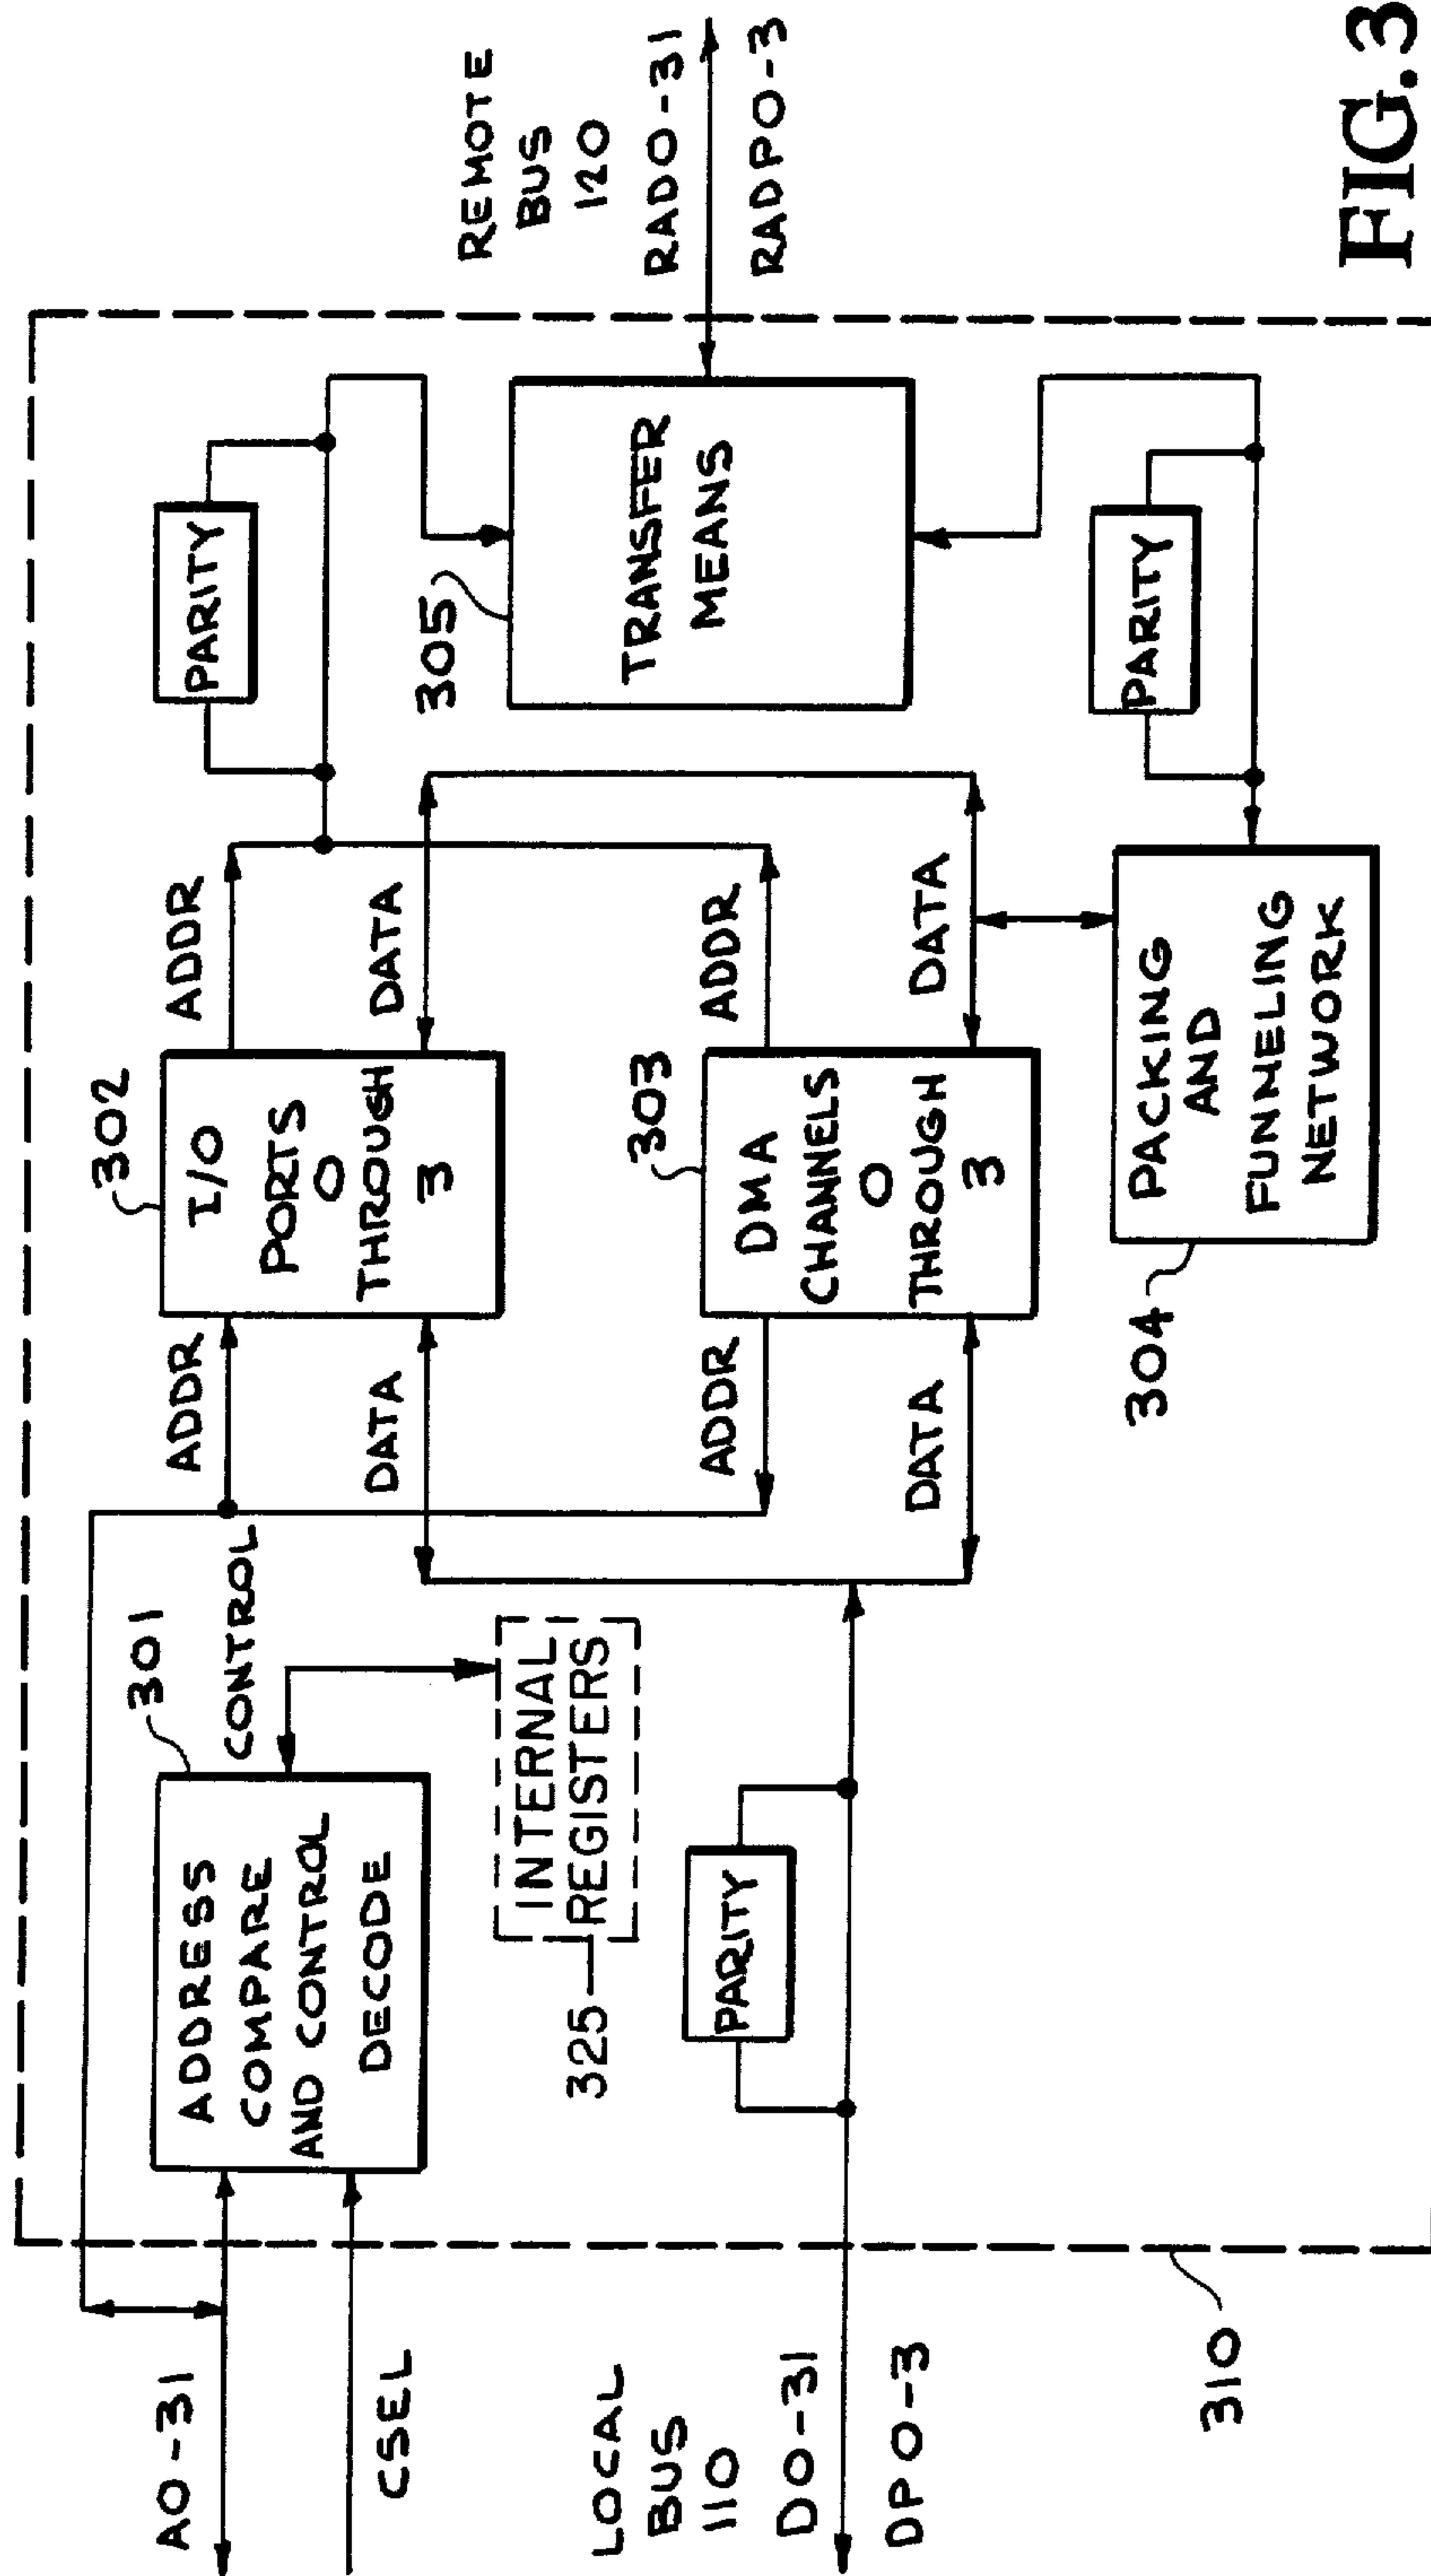 A0-31
CSEL
LOCAL
BUS
110
D0-31
DP0-3
310
301
ADDRESS
COMPARE
AND CONTROL
DECODE
CONTROL
325
INTERNAL
REGISTERS
PARITY
ADDR
DATA
ADDR
DATA
302
I/O
PORTS
0
THROUGH
3
303
DMA
CHANNELS
0
THROUGH
3
304
PACKING
AND
FUNNELING
NETWORK
ADDR
DATA
ADDR
DATA
PARITY
305
TRANSFER
MEANS
PARITY
REMOTE
BUS
120
RAD0-31
RADP0-3
FIG.3